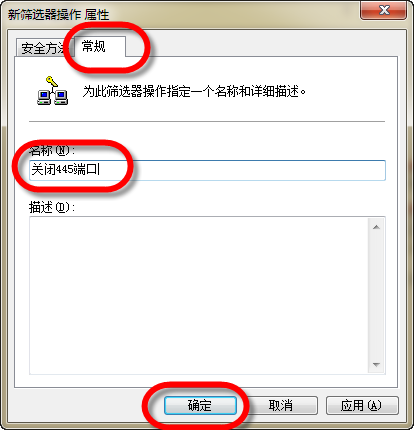 新筛选器操作 属性
安全方法 常规
为此筛选器操作指定一个名称和详细描述。
名称(N):
关闭445端口
描述(D):
确定 取消 应用(A)